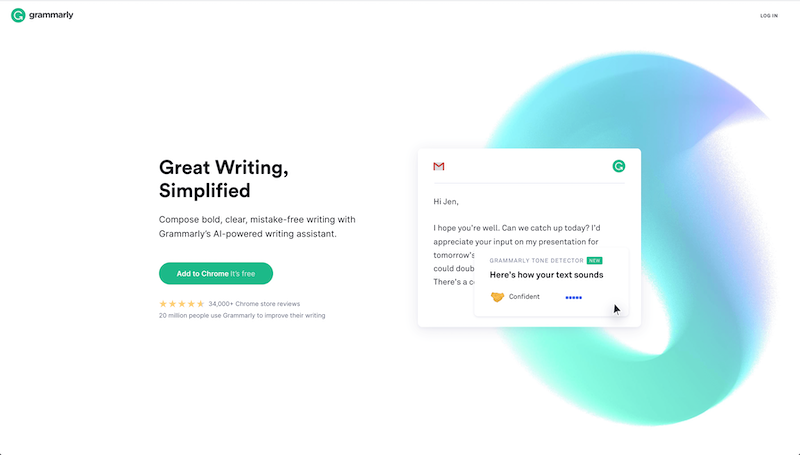 grammarly
LOG IN
Great Writing,
Simplified
Compose bold, clear, mistake-free writing with
Grammarly's AI-powered writing assistant.
Add to Chrome It's free
34,000+ Chrome store reviews
20 million people use Grammarly to improve their writing
Hi Jen,
I hope you're well. Can we catch up today? I'd
appreciate your input on my presentation for
tomorrow's
could doub
There's a c
GRAMMARLY TONE DETECTOR NEW
Here's how your text sounds
Confident